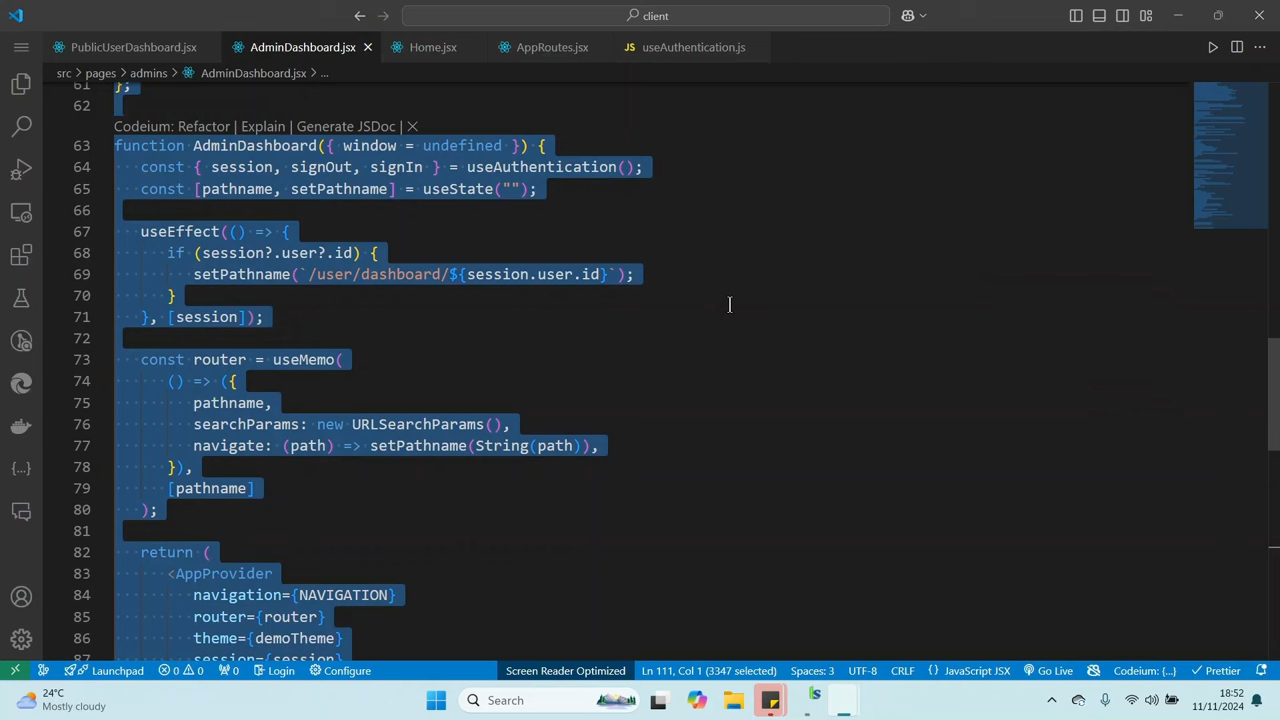 client
PublicUserDashboard.jsx
AdminDashboard.jsx
Home.jsx
AppRoutes.jsx
JS useAuthentication.js
src > pages > admins > AdminDashboard.jsx > ...
61 };
62
Codeium: Refactor | Explain | Generate JSDoc | X
63 function AdminDashboard({ window = undefined }) {
64 const { session, signOut, signIn } = useAuthentication();
65 const [pathname, setPathname] = useState("");
66
67 useEffect(() => {
68 if (session?.user?.id) {
69 setPathname(`/user/dashboard/${session.user.id}`);
70 }
71 }, [session]);
72
73 const router = useMemo(
74 () => ({
75 pathname,
76 searchParams: new URLSearchParams(),
77 navigate: (path) => setPathname(String(path)),
78 }),
79 [pathname]
80 );
81
82 return (
83 <AppProvider
84 navigation={NAVIGATION}
85 router={router}
86 theme={demoTheme}
87 session={session}
Launchpad 0 0 0 Login Configure Screen Reader Optimized Ln 111, Col 1 (3347 selected) Spaces: 3 UTF-8 CRLF {} JavaScript JSX Go Live Codeium: {...} Prettier
24°C
Mostly cloudy
Search
18:52
11/11/2024